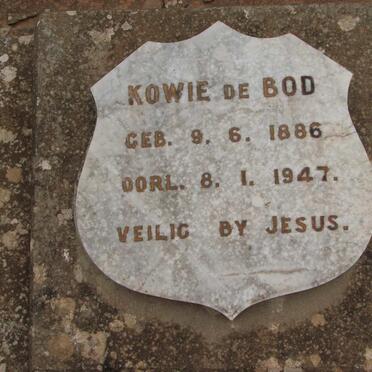 KOWIE DE BOD
GEB. 9. 6. 1886
OORL. 8. 1. 1947.
VEILIG BY JESUS.